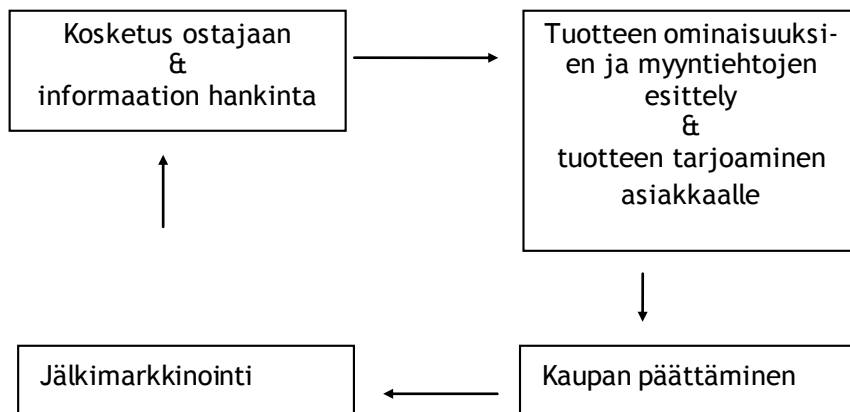 Kosketus ostajaan
&
informaation hankinta
Tuotteen ominaisuuksi-
en ja myyntiehtojen
esittely
&
tuotteen tarjoaminen
asiakkaalle
Jälkimarkkinointi
Kaupan päättäminen